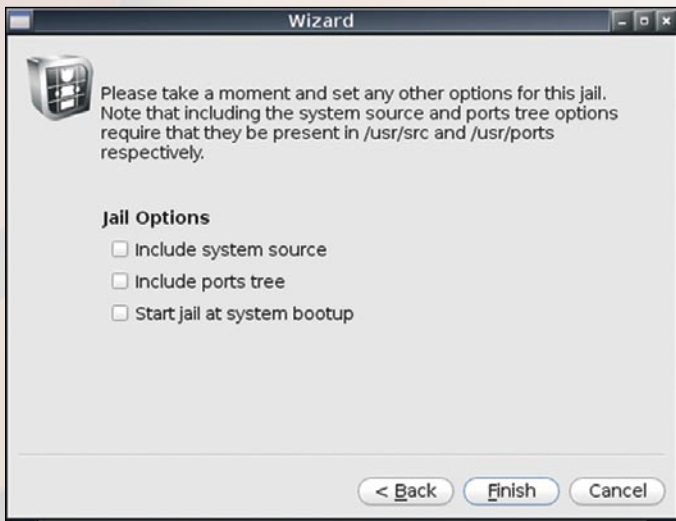 Wizard
Please take a moment and set any other options for this jail.
Note that including the system source and ports tree options
require that they be present in /usr/src and /usr/ports
respectively.
Jail Options
Include system source
Include ports tree
Start jail at system bootup
< Back
Finish
Cancel